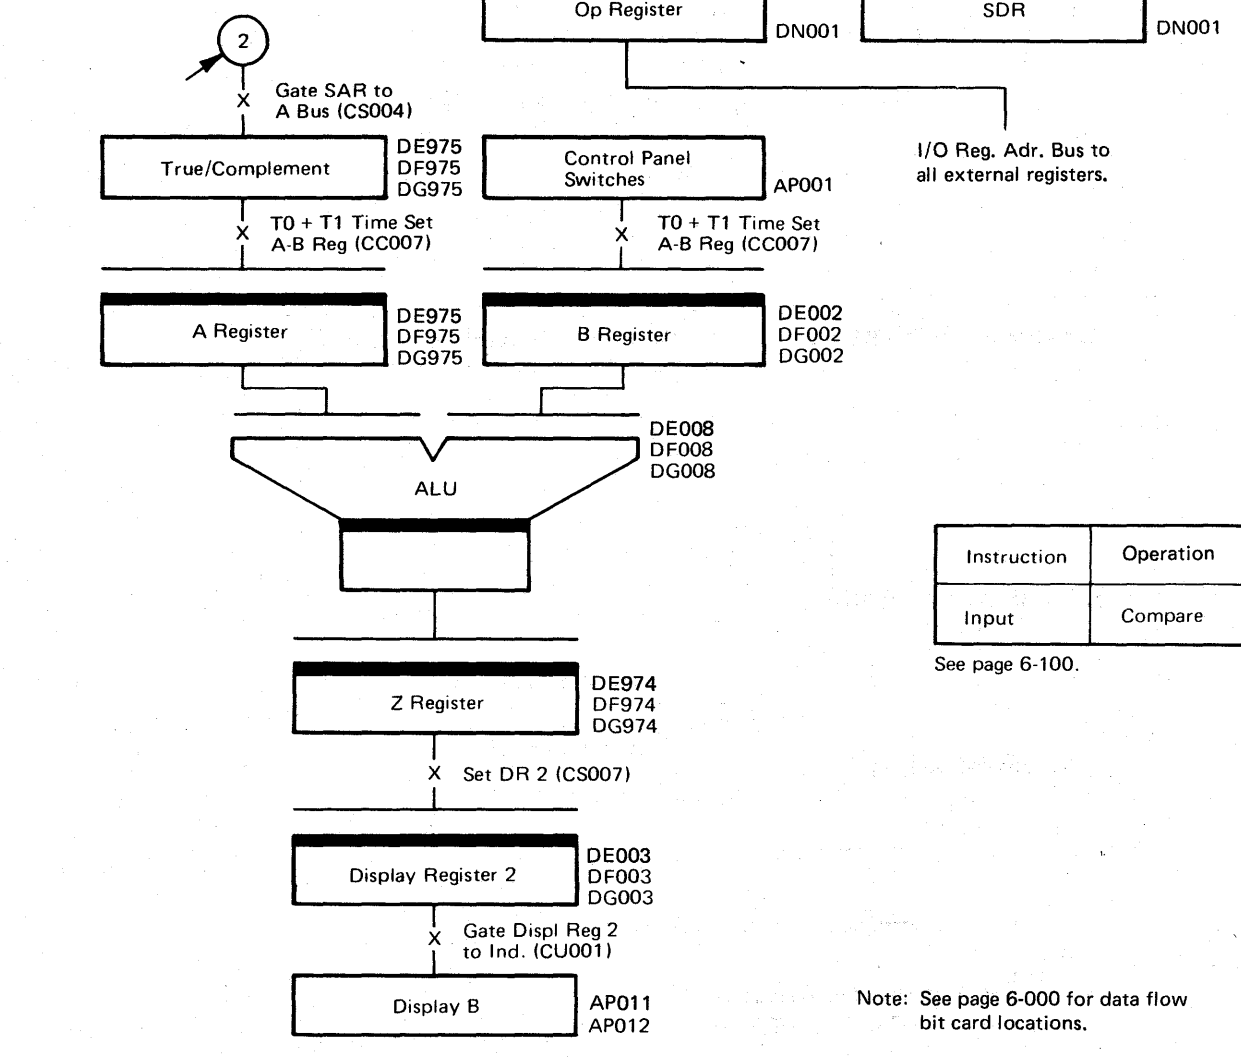 Op Register
DN001
SDR
DN001
2
X
Gate SAR to
A Bus (CS004)
True/Complement
DE975
DF975
DG975
Control Panel
Switches
AP001
I/O Reg. Adr. Bus to
all external registers.
X
T0 + T1 Time Set
A-B Reg (CC007)
X
T0 + T1 Time Set
A-B Reg (CC007)
A Register
DE975
DF975
DG975
B Register
DE002
DF002
DG002
DE008
DF008
DG008
ALU
Instruction
Operation
Input
Compare
See page 6-100.
Z Register
DE974
DF974
DG974
X
Set DR 2 (CS007)
Display Register 2
DE003
DF003
DG003
X
Gate Displ Reg 2
to Ind. (CU001)
Display B
AP011
AP012
Note: See page 6-000 for data flow
bit card locations.